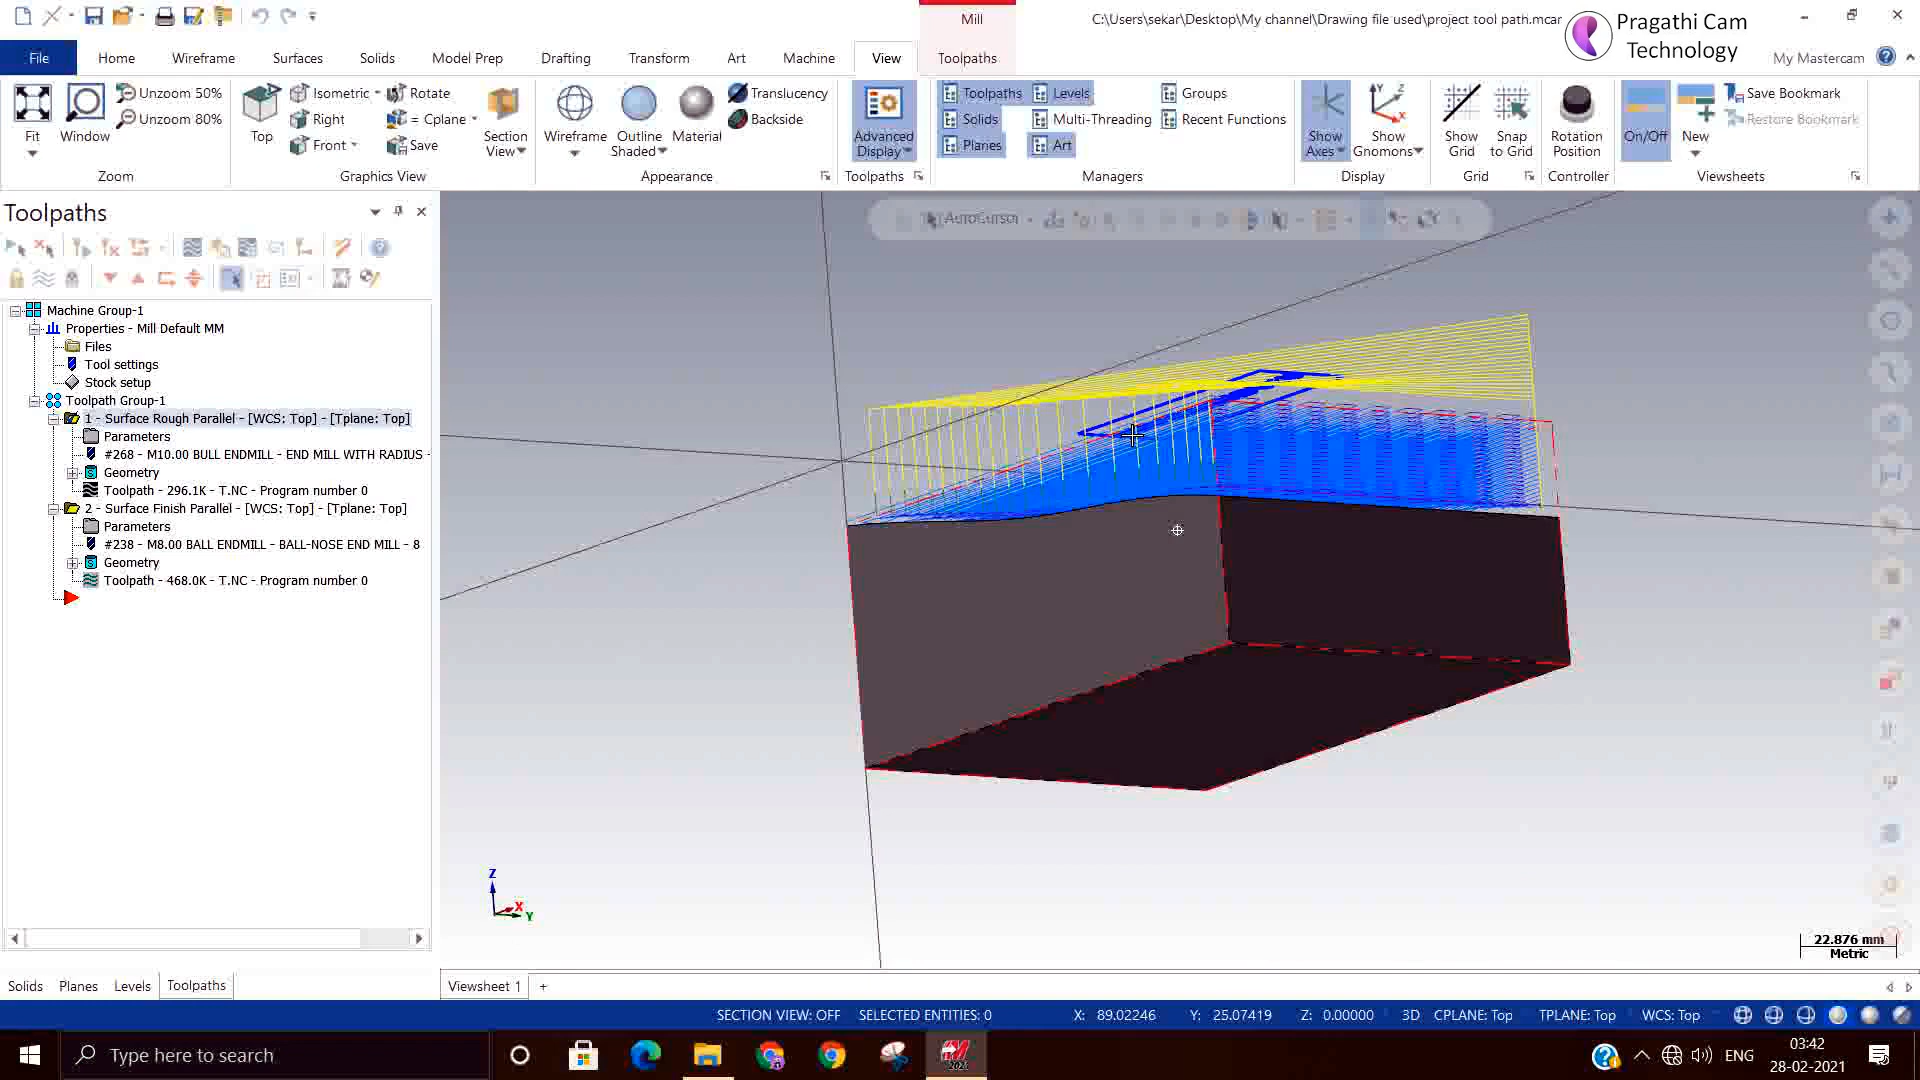 Mill
C:\Users\sekar\Desktop\My channel\Drawing file used\project tool path.mcam
Pragathi Cam
Technology
File
Home
Wireframe
Surfaces
Solids
Model Prep
Drafting
Transform
Art
Machine
View
Toolpaths
My Mastercam
Fit
Window
Unzoom 50%
Unzoom 80%
Zoom
Top
Isometric
Right
Front
Rotate
= Cplane
Save
Section
View
Graphics View
Wireframe
Outline
Shaded
Material
Translucency
Backside
Appearance
Advanced
Display
Toolpaths
Toolpaths
Solids
Planes
Levels
Multi-Threading
Art
Groups
Recent Functions
Managers
Show
Axes
Show
Gnomons
Display
Show
Grid
Snap
to Grid
Grid
Rotation
Position
Controller
On/Off
New
Save Bookmark
Restore Bookmark
Viewsheets
Toolpaths
AutoCursor
Machine Group-1
Properties - Mill Default MM
Files
Tool settings
Stock setup
Toolpath Group-1
1 - Surface Rough Parallel - [WCS: Top] - [Tplane: Top]
Parameters
#268 - M10.00 BULL ENDMILL - END MILL WITH RADIUS -
Geometry
Toolpath - 296.1K - T.NC - Program number 0
2 - Surface Finish Parallel - [WCS: Top] - [Tplane: Top]
Parameters
#238 - M8.00 BALL ENDMILL - BALL-NOSE END MILL - 8
Geometry
Toolpath - 468.0K - T.NC - Program number 0
Z
X
Y
22.876 mm
Metric
Solids
Planes
Levels
Toolpaths
Viewsheet 1
+
SECTION VIEW: OFF
SELECTED ENTITIES: 0
X: 89.02246
Y: 25.07419
Z: 0.00000
3D
CPLANE: Top
TPLANE: Top
WCS: Top
Type here to search
2021
ENG
03:42
28-02-2021